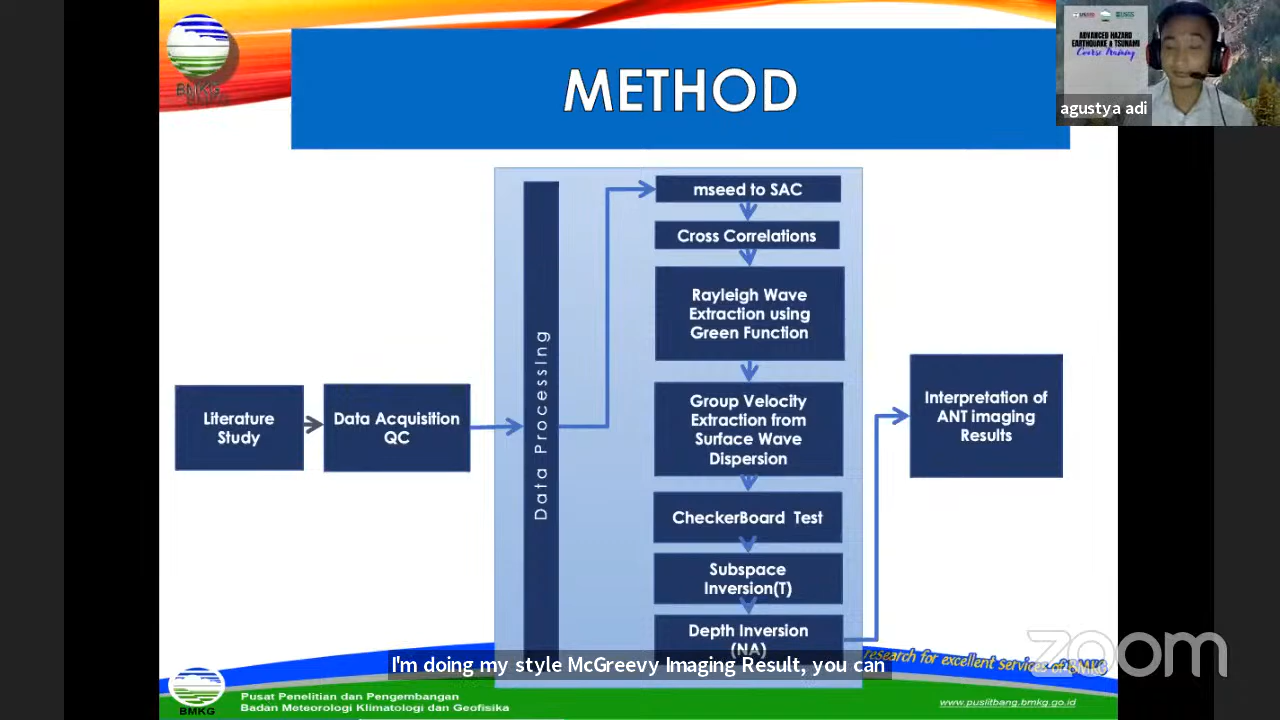 BMKG
METHOD
ADVANCED HAZARD
EARTHQUAKE & TSUNAMI
Course Training
agustya adi
Literature
Study
Data Acquisition
QC
Data Processing
mseed to SAC
Cross Correlations
Rayleigh Wave
Extraction using
Green Function
Group Velocity
Extraction from
Surface Wave
Dispersion
CheckerBoard Test
Subspace
Inversion(T)
Depth Inversion
(NA)
Interpretation of
ANT imaging
Results
I'm doing my style McGreevy Imaging Result, you can
research for excellent services of BMKG
zoom
BMKG
Pusat Penelitian dan Pengembangan
Badan Meteorologi Klimatologi dan Geofisika
www.puslitbang.bmkg.go.id